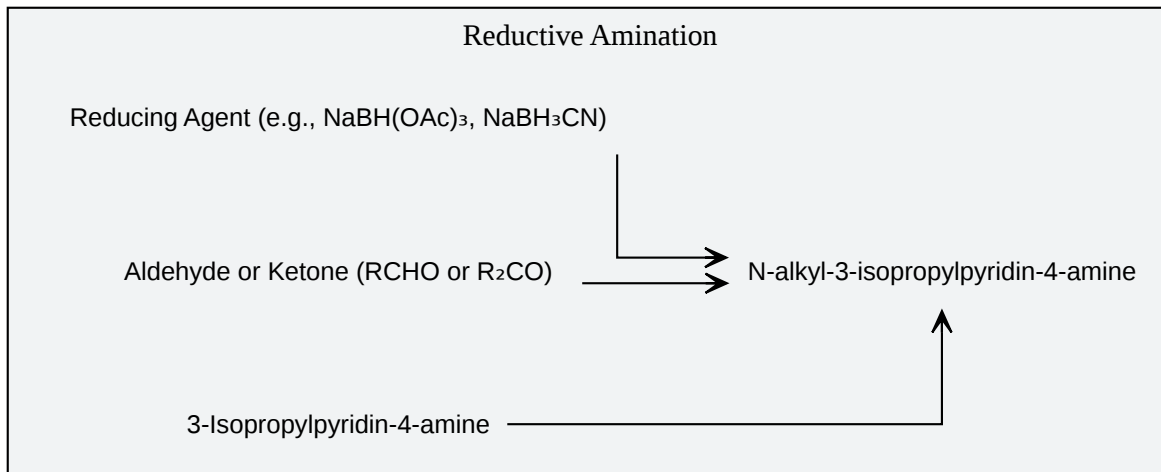 Reductive Amination
Reducing Agent (e.g., NaBH(OAc)₃, NaBH₃CN)
Aldehyde or Ketone (RCHO or R₂CO)
N-alkyl-3-isopropylpyridin-4-amine
3-Isopropylpyridin-4-amine